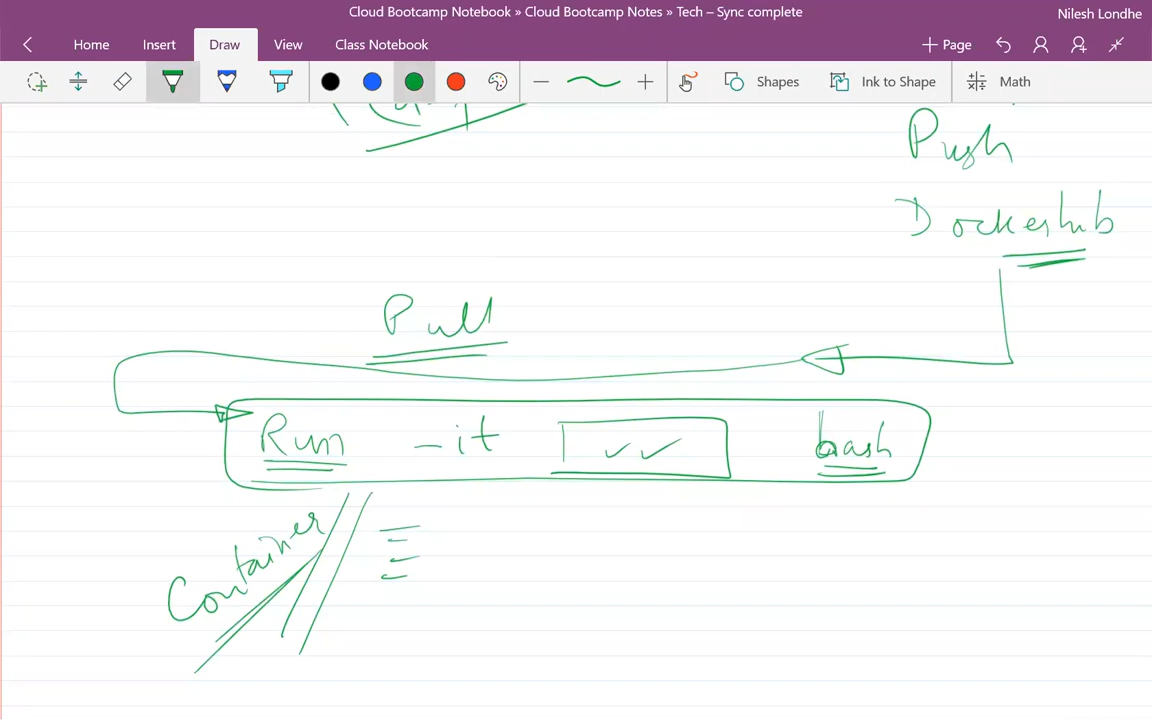 Cloud Bootcamp Notebook » Cloud Bootcamp Notes » Tech – Sync complete
Nilesh Londhe
Home Insert Draw View Class Notebook
Page
Shapes Ink to Shape Math
Push
Dockerhub
Pull
Run -it bash
Container